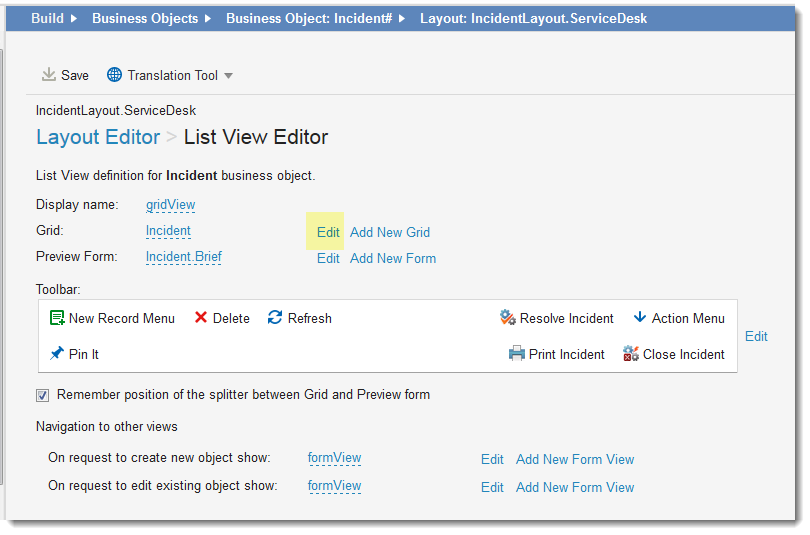 Build Business Objects Business Object: Incident# Layout: IncidentLayout.ServiceDesk
Save Translation Tool
IncidentLayout.ServiceDesk
Layout Editor > List View Editor
List View definition for Incident business object.
Display name: gridView
Grid: Incident Edit Add New Grid
Preview Form: Incident.Brief Edit Add New Form
Toolbar:
New Record Menu Delete Refresh Resolve Incident Action Menu
Edit
Pin It Print Incident Close Incident
Remember position of the splitter between Grid and Preview form
Navigation to other views
On request to create new object show: formView Edit Add New Form View
On request to edit existing object show: formView Edit Add New Form View